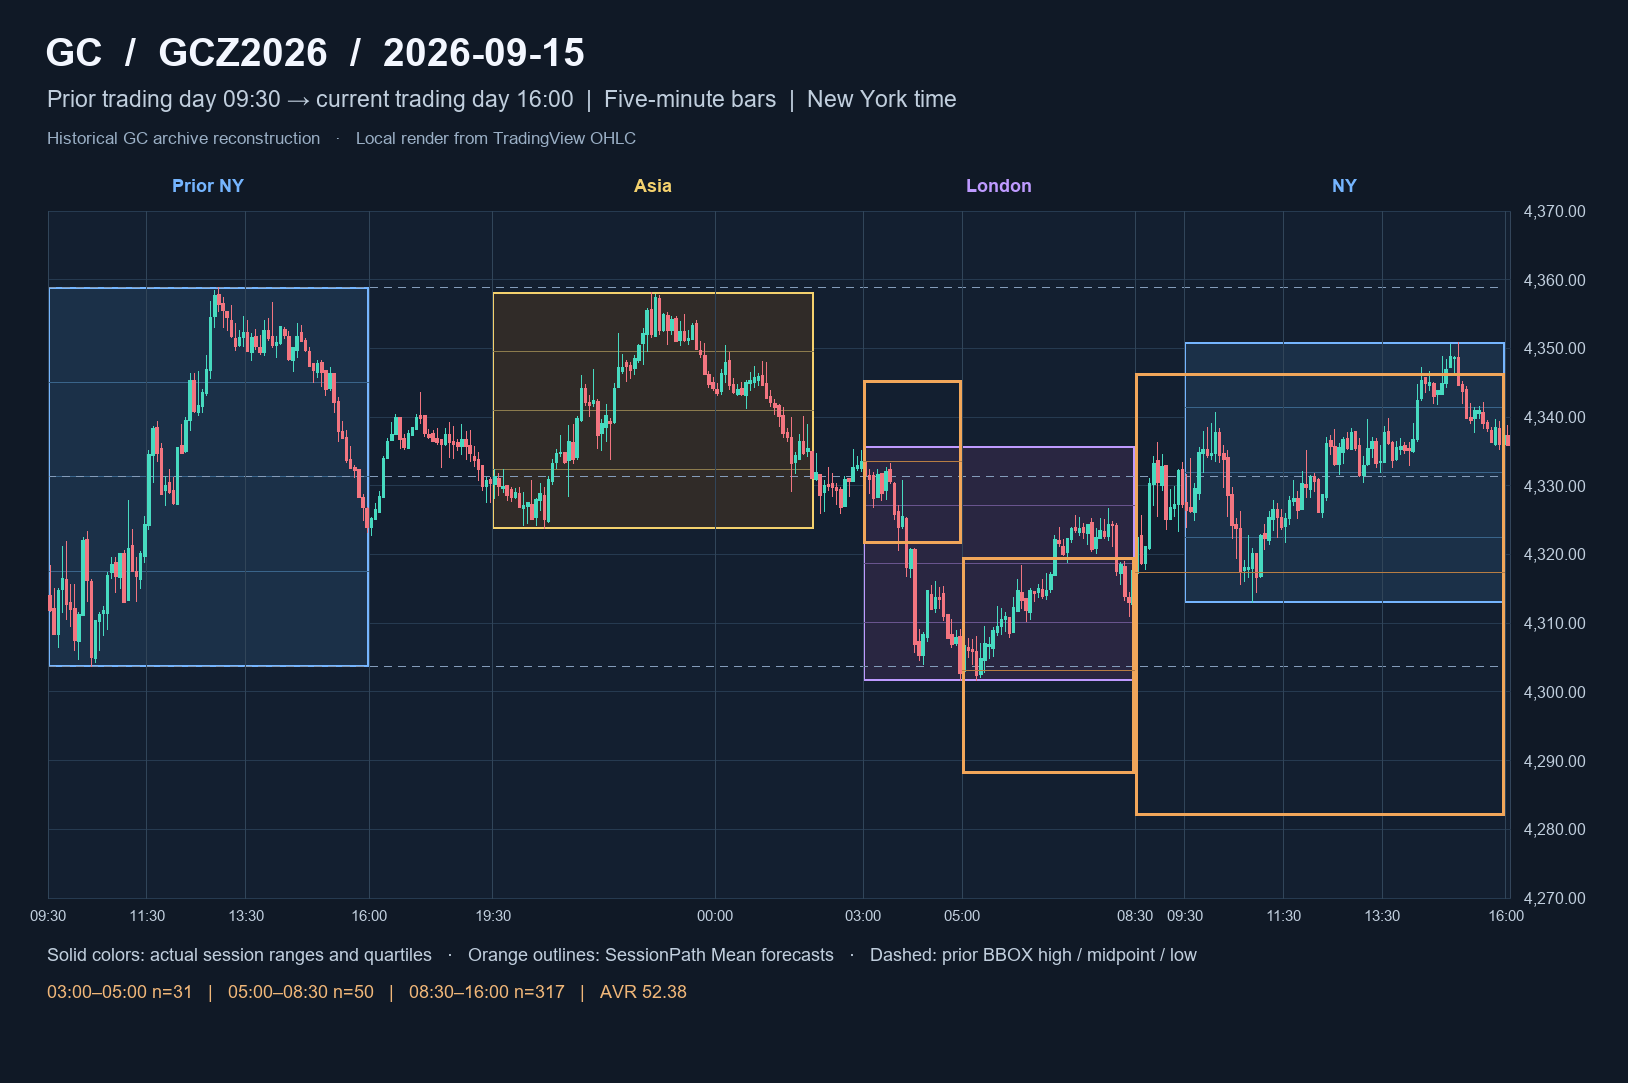 GC / GCZ2026 / 2026-09-15
Prior trading day 09:30 → current trading day 16:00 | Five-minute bars | New York time
Historical GC archive reconstruction · Local render from TradingView OHLC
Prior NY Asia London NY
4,370.00
4,360.00
4,350.00
4,340.00
4,330.00
4,320.00
4,310.00
4,300.00
4,290.00
4,280.00
4,270.00
09:30 11:30 13:30 16:00 19:30 00:00 03:00 05:00 08:30 09:30 11:30 13:30 16:00
Solid colors: actual session ranges and quartiles · Orange outlines: SessionPath Mean forecasts · Dashed: prior BBOX high / midpoint / low
03:00–05:00 n=31 | 05:00–08:30 n=50 | 08:30–16:00 n=317 | AVR 52.38